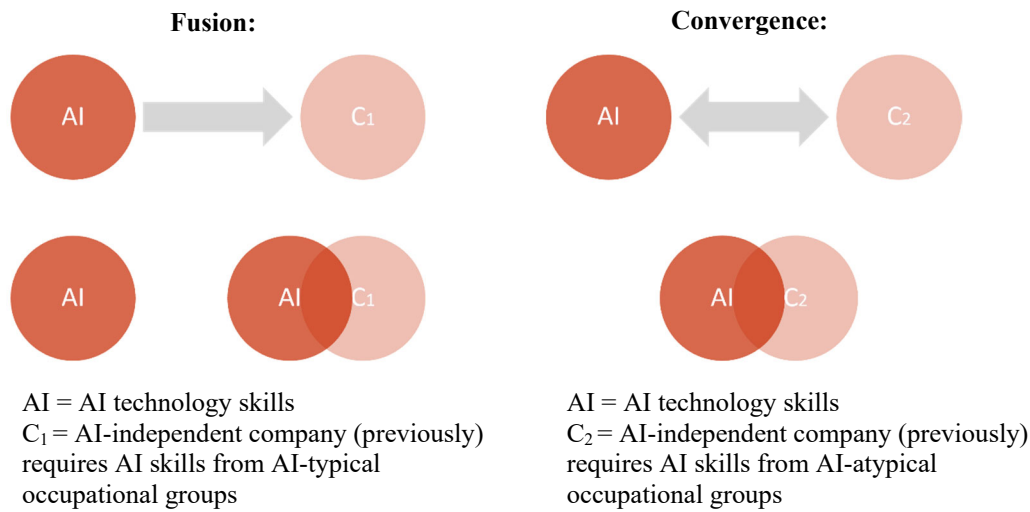 Fusion:
AI
C₁
AI
AI
C₁
AI = AI technology skills
C₁ = AI-independent company (previously)
requires AI skills from AI-typical
occupational groups
Convergence:
AI
C₂
AI
C₂
AI = AI technology skills
C₂ = AI-independent company (previously)
requires AI skills from AI-atypical
occupational groups